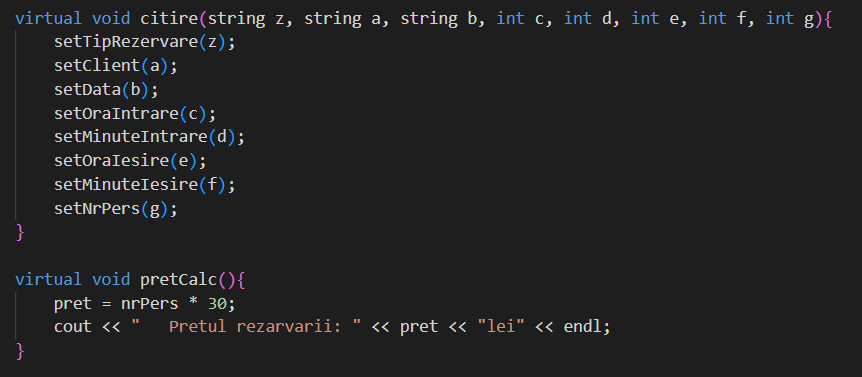 virtual void citire(string z, string a, string b, int c, int d, int e, int f, int g){
    setTipRezervare(z);
    setClient(a);
    setData(b);
    setOraIntrare(c);
    setMinuteIntrare(d);
    setOraIesire(e);
    setMinuteIesire(f);
    setNrPers(g);
}
virtual void pretCalc(){
    pret = nrPers * 30;
    cout << "   Pretul rezarvarii: " << pret << "lei" << endl;
}